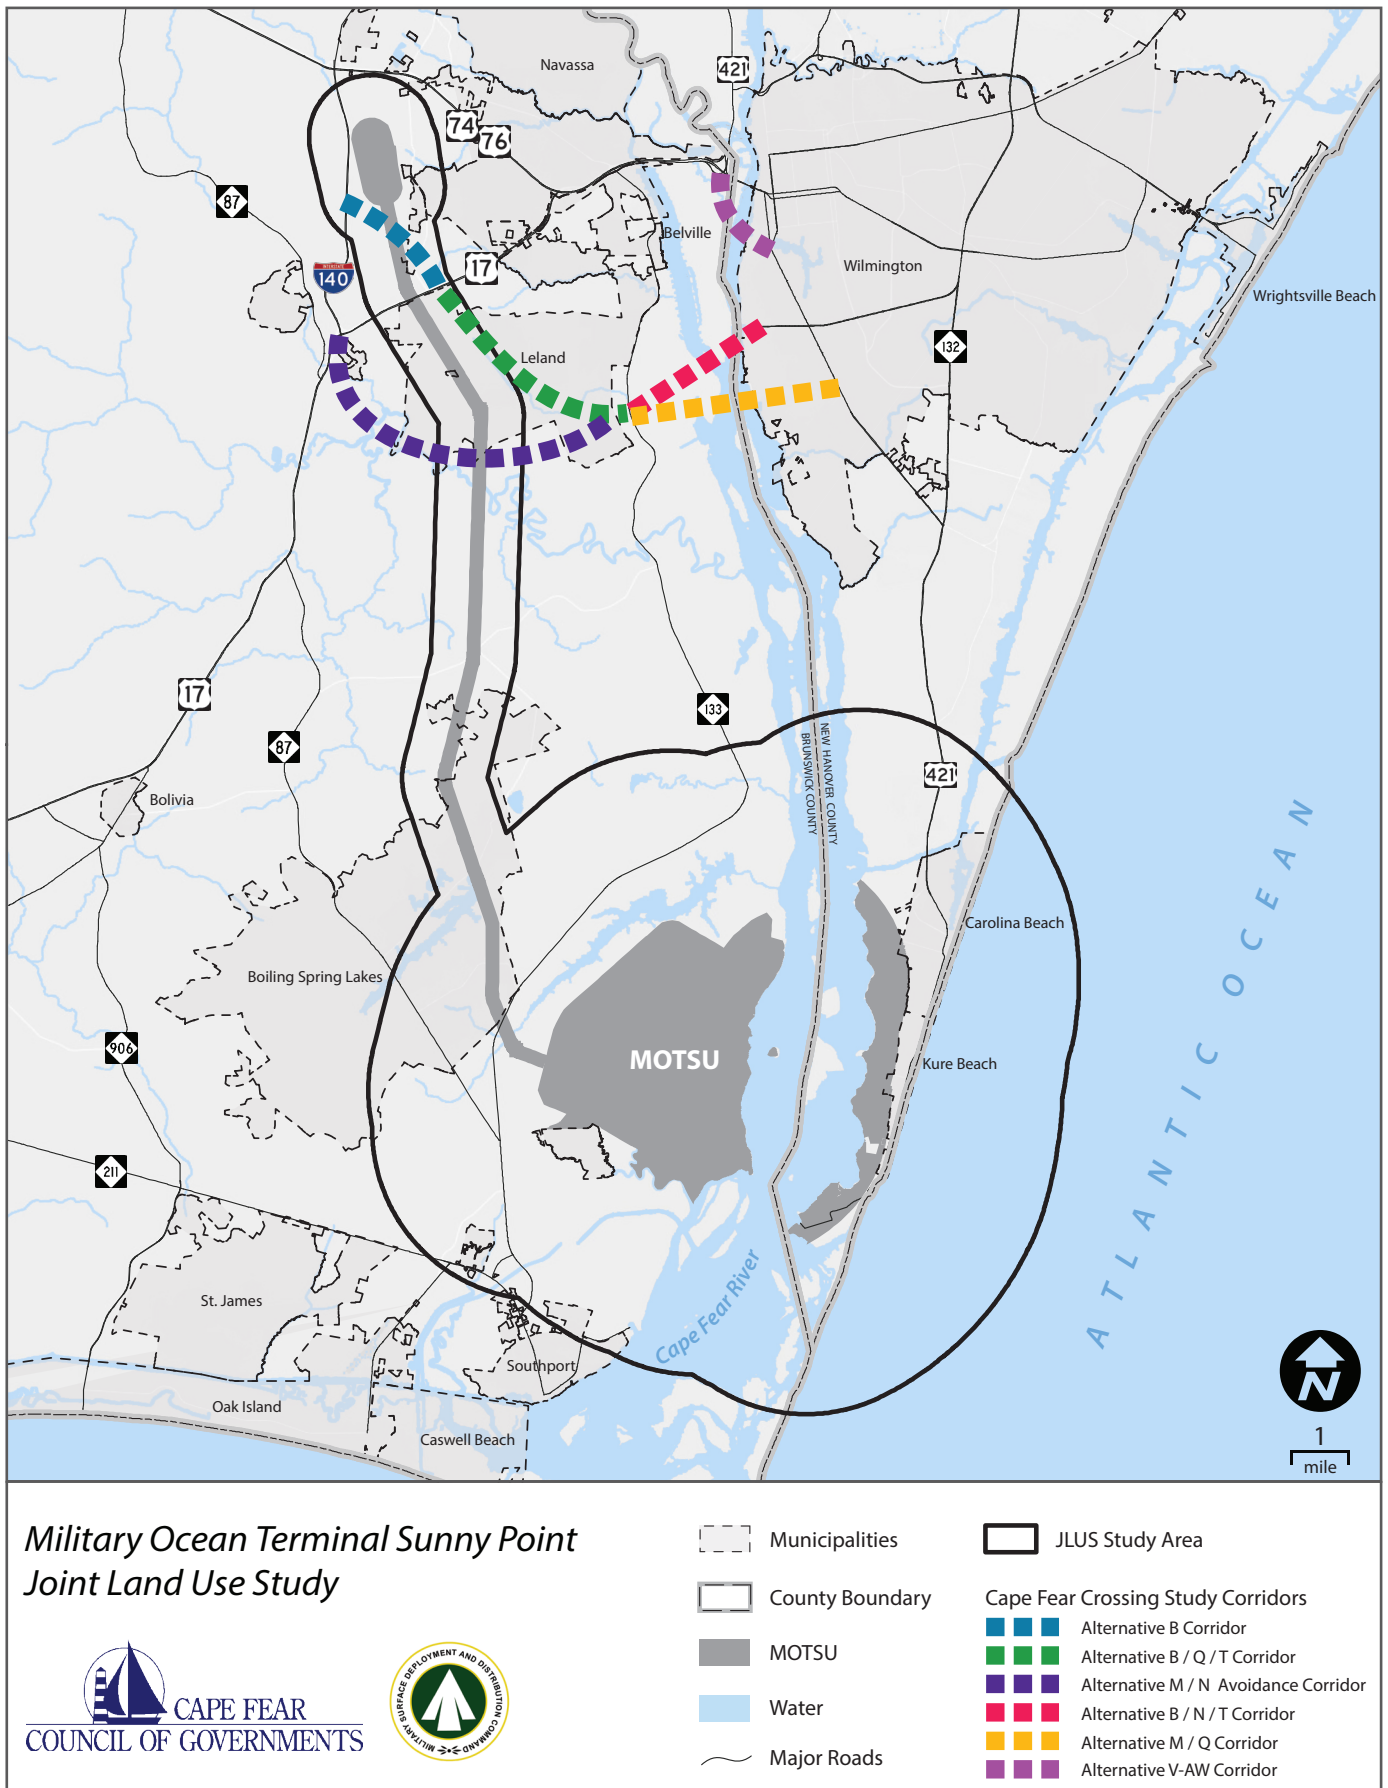 Navassa
421
74
76
87
Belville
17
Wilmington
INTERSTATE
140
Wrightsville Beach
132
Leland
17
133
87
NEW HANOVER COUNTY
BRUNSWICK COUNTY
421
Bolivia
ATLANTIC OCEAN
Carolina Beach
Boiling Spring Lakes
906
MOTSU
Kure Beach
211
St. James
Cape Fear River
Southport
Oak Island
Caswell Beach
N
1
mile
Military Ocean Terminal Sunny Point
Joint Land Use Study
CAPE FEAR
COUNCIL OF GOVERNMENTS
MILITARY SURFACE DEPLOYMENT AND DISTRIBUTION COMMAND
Municipalities
County Boundary
MOTSU
Water
Major Roads
JLUS Study Area
Cape Fear Crossing Study Corridors
Alternative B Corridor
Alternative B / Q / T Corridor
Alternative M / N Avoidance Corridor
Alternative B / N / T Corridor
Alternative M / Q Corridor
Alternative V-AW Corridor